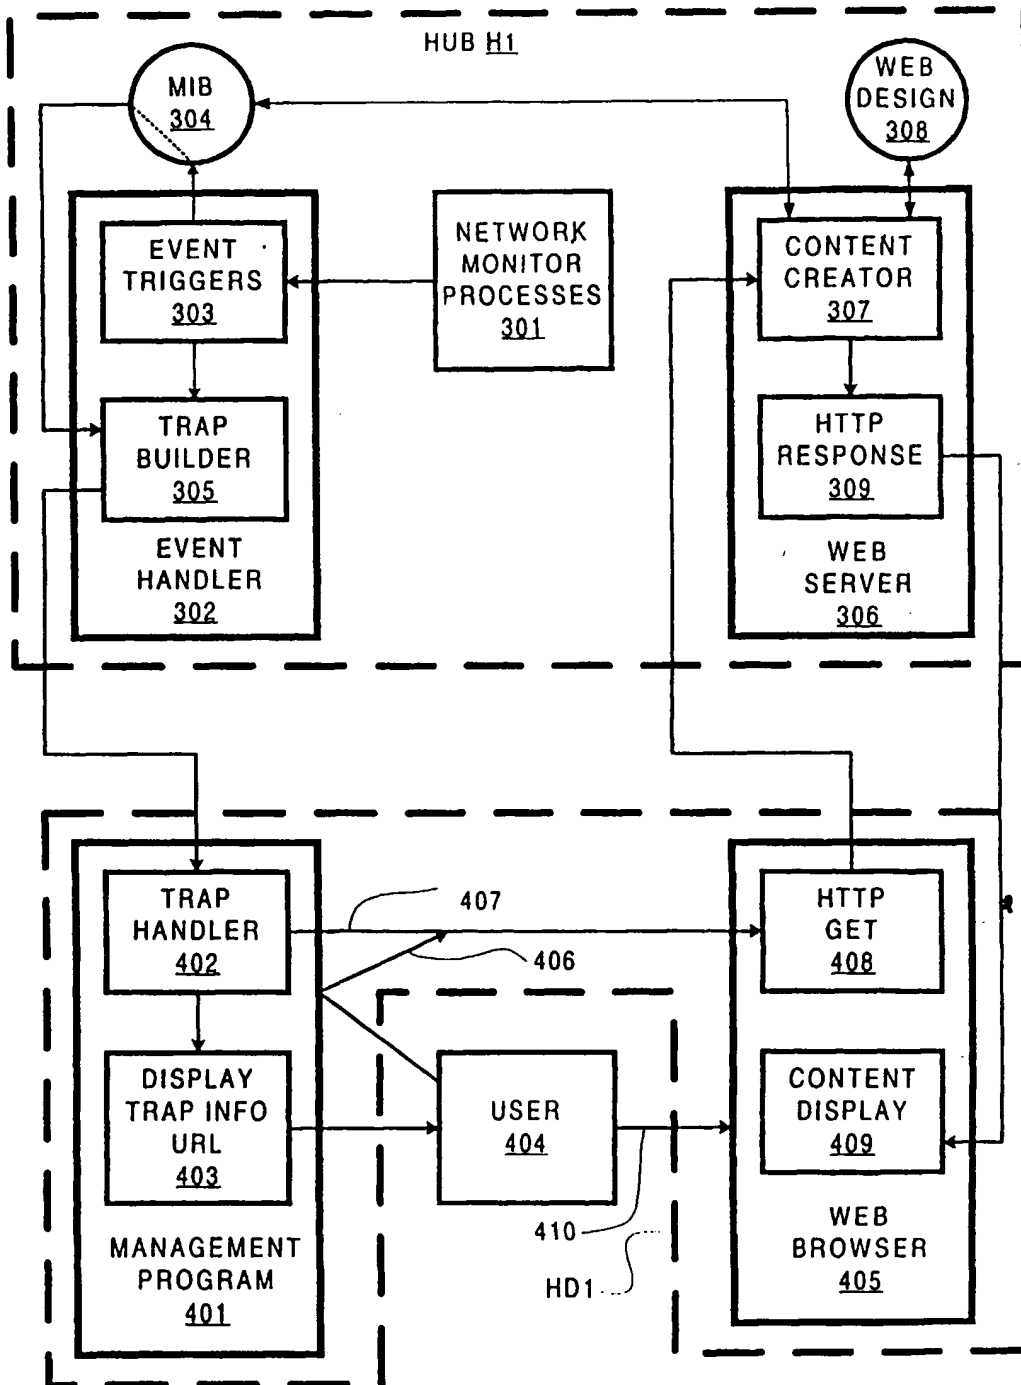 HUB H1
MIB
304
WEB
DESIGN
308
EVENT
TRIGGERS
303
NETWORK
MONITOR
PROCESSES
301
CONTENT
CREATOR
307
TRAP
BUILDER
305
HTTP
RESPONSE
309
EVENT
HANDLER
302
WEB
SERVER
306
TRAP
HANDLER
402
407
406
HTTP
GET
408
DISPLAY
TRAP INFO
URL
403
USER
404
CONTENT
DISPLAY
409
410
HD1
MANAGEMENT
PROGRAM
401
WEB
BROWSER
405